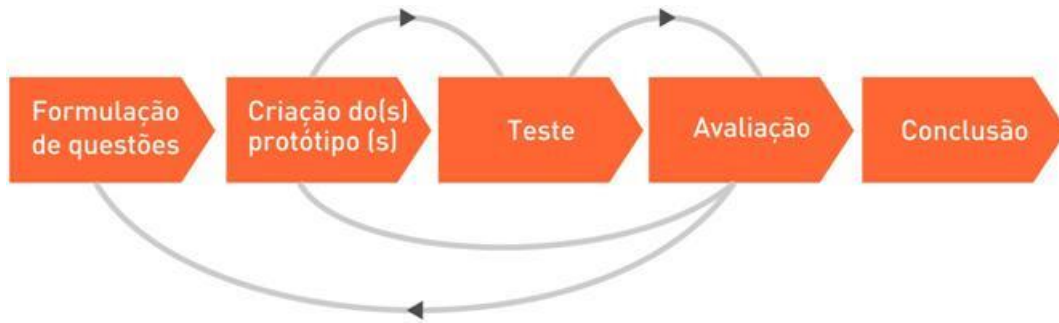 Formulação
de questões
Criação do(s)
protótipo (s)
Teste
Avaliação
Conclusão